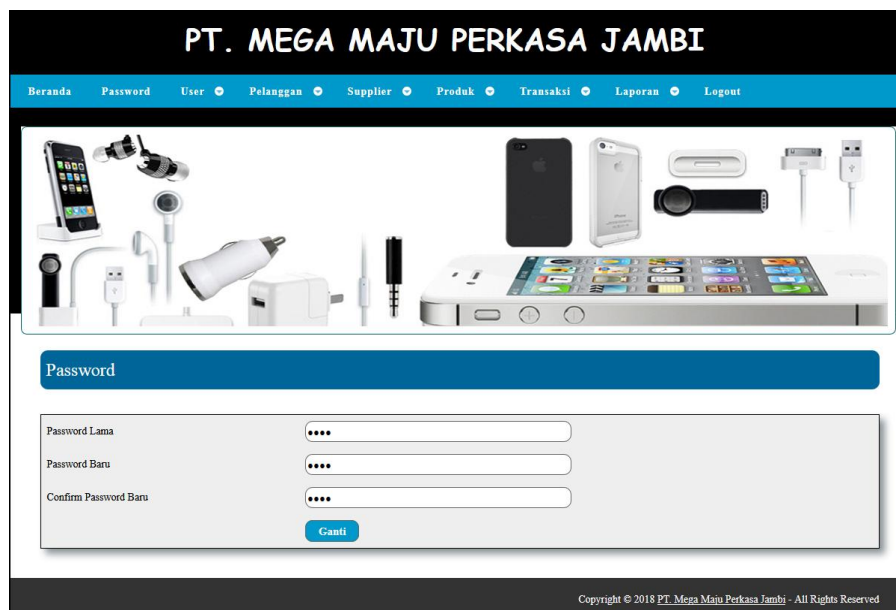 PT. MEGA MAJU PERKASA JAMBI
Beranda Password User Pelanggan Supplier Produk Transaksi Laporan Logout
Password
Password Lama ••••
Password Baru ••••
Confirm Password Baru ••••
Ganti
Copyright © 2018 PT. Mega Maju Perkasa Jambi - All Rights Reserved